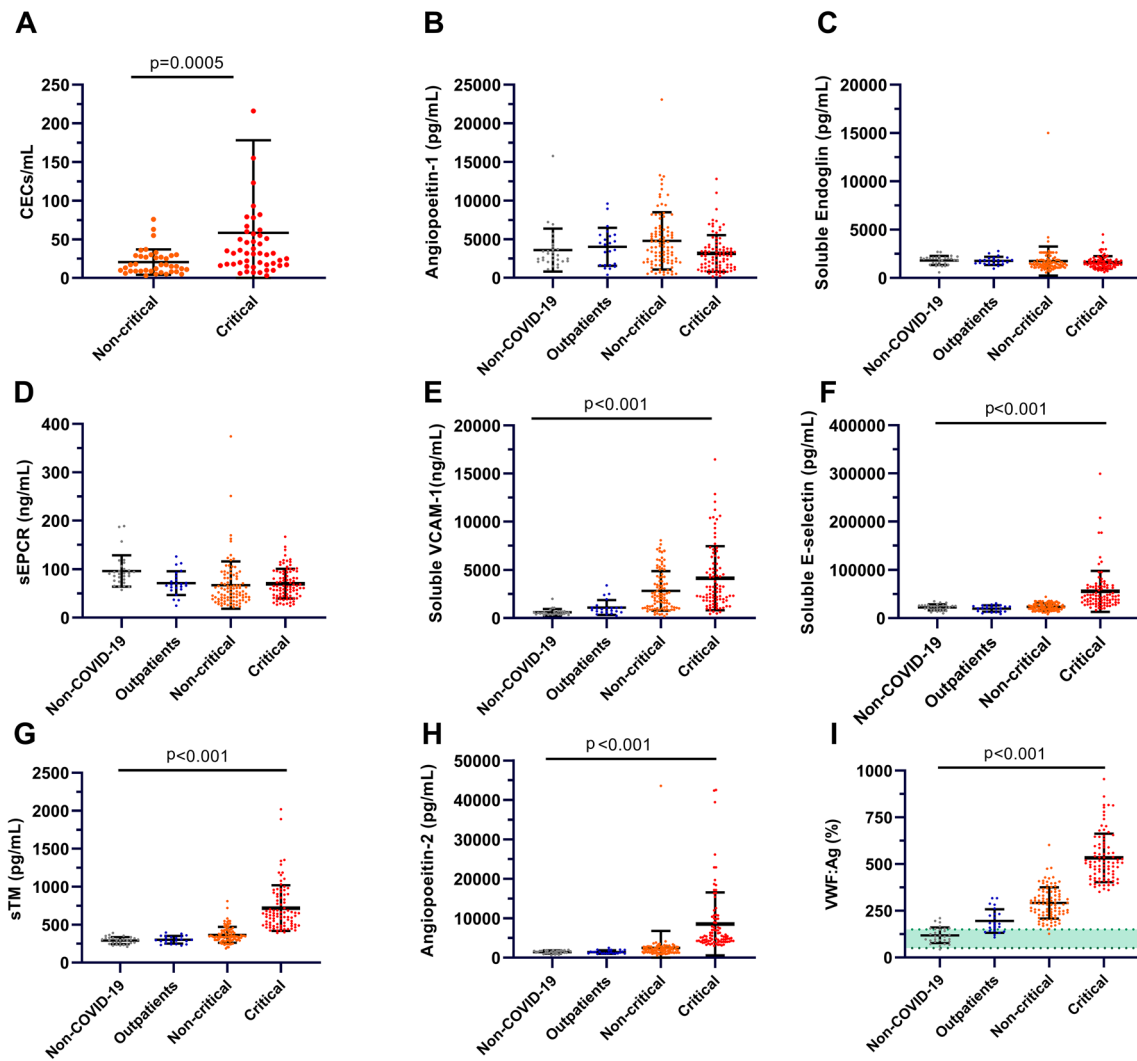 A
p=0.0005
CECs/mL
250
200
150
100
50
0
Non-critical
Critical
B
Angiopoeitin-1 (pg/mL)
25000
20000
15000
10000
5000
0
Non-COVID-19
Outpatients
Non-critical
Critical
C
Soluble Endoglin (pg/mL)
20000
15000
10000
5000
0
Non-COVID-19
Outpatients
Non-critical
Critical
D
sEPCR (ng/mL)
400
300
200
100
0
Non-COVID-19
Outpatients
Non-critical
Critical
E
p<0.001
Soluble VCAM-1(ng/mL)
20000
15000
10000
5000
0
Non-COVID-19
Outpatients
Non-critical
Critical
F
p<0.001
Soluble E-selectin (pg/mL)
400000
300000
200000
100000
0
Non-COVID-19
Outpatients
Non-critical
Critical
G
p<0.001
sTM (pg/mL)
2500
2000
1500
1000
500
0
Non-COVID-19
Outpatients
Non-critical
Critical
H
p<0.001
Angiopoeitin-2 (pg/mL)
50000
40000
30000
20000
10000
0
Non-COVID-19
Outpatients
Non-critical
Critical
I
p<0.001
VWF:Ag (%)
1000
750
500
250
0
Non-COVID-19
Outpatients
Non-critical
Critical